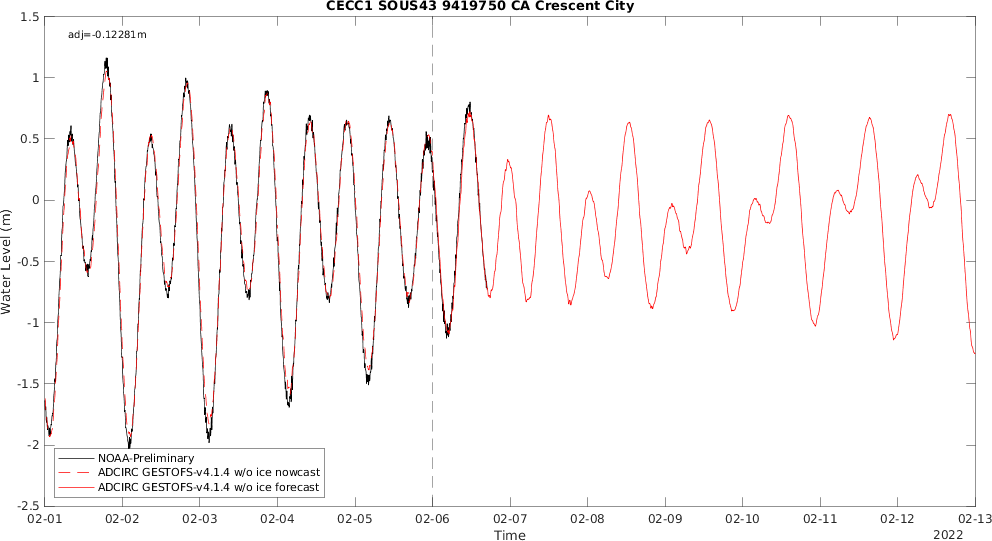 CECC1 SOUS43 9419750 CA Crescent City
adj=-0.12281m
1.5
1
0.5
0
-0.5
-1
-1.5
-2
-2.5
Water Level (m)
NOAA-Preliminary
ADCIRC GESTOFS-v4.1.4 w/o ice nowcast
ADCIRC GESTOFS-v4.1.4 w/o ice forecast
02-01 02-02 02-03 02-04 02-05 02-06 02-07 02-08 02-09 02-10 02-11 02-12 02-13
Time
2022